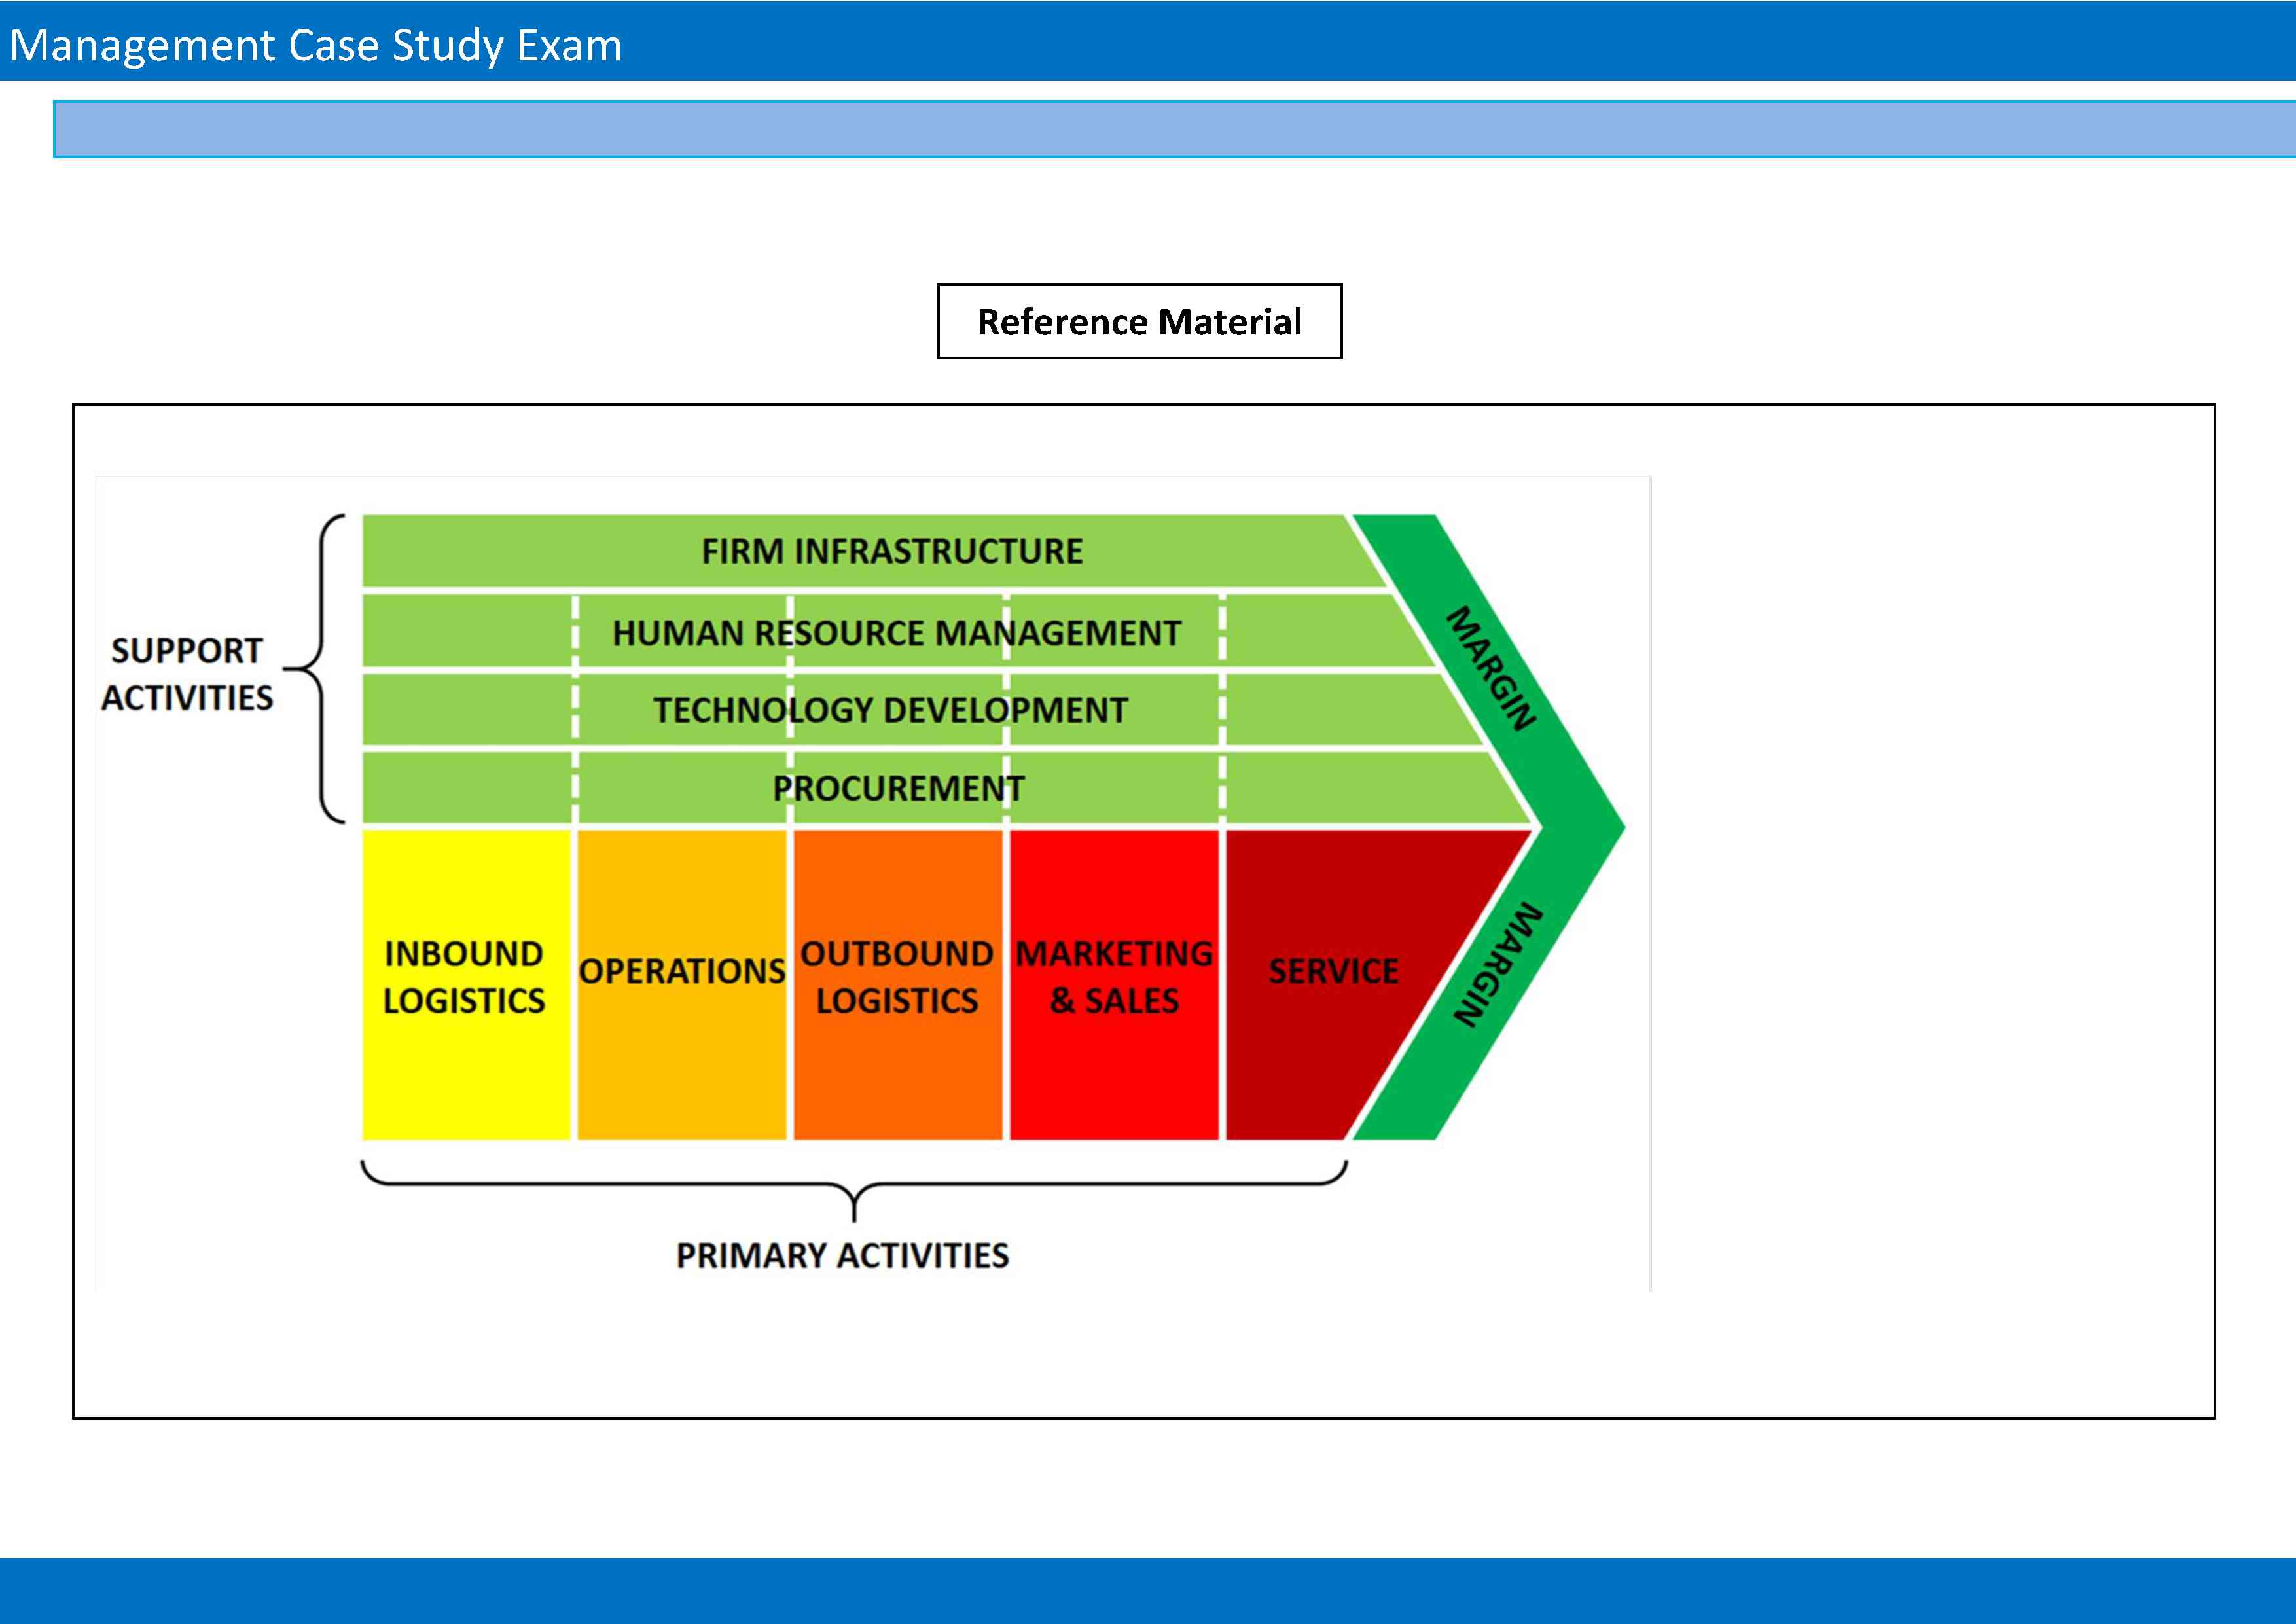 Management Case Study Exam
Reference Material
FIRM INFRASTRUCTURE
HUMAN RESOURCE MANAGEMENT
TECHNOLOGY DEVELOPMENT
PROCUREMENT
SUPPORT
ACTIVITIES
MARGIN
INBOUND
LOGISTICS
OPERATIONS
OUTBOUND
LOGISTICS
MARKETING
& SALES
SERVICE
MARGIN
PRIMARY ACTIVITIES